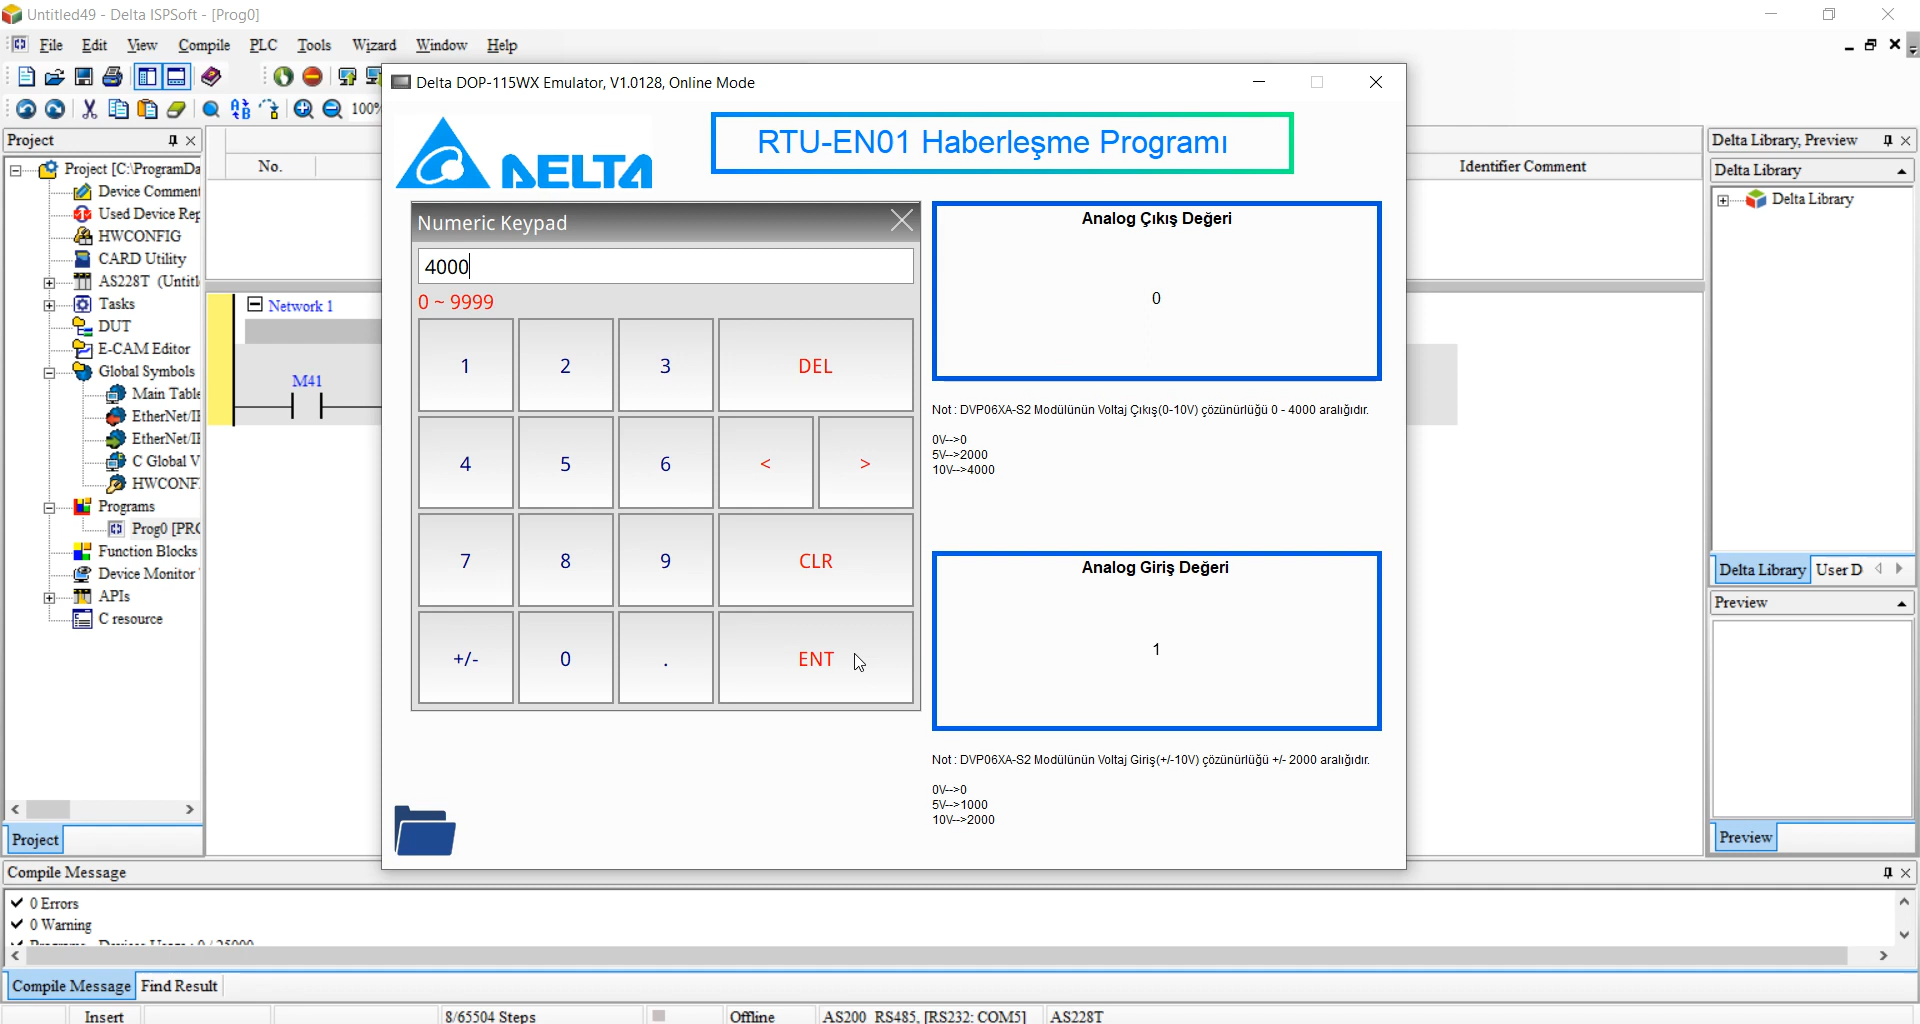 Untitled49 - Delta ISPSoft - [Prog0]
File Edit View Compile PLC Tools Wizard Window Help
100%
Delta DOP-115WX Emulator, V1.0128, Online Mode
Project
Project [C:\ProgramDa
Device Comment
Used Device Rep
HWCONFIG
CARD Utility
AS228T (Untitl
Tasks
DUT
E-CAM Editor
Global Symbols
Main Table
EtherNet/IP
EtherNet/IP
C Global V
HWCONF
Programs
Prog0 [PRG
Function Blocks
Device Monitor
APIs
C resource
Project
No.
Identifier Comment
Network 1
M41
DELTA
RTU-EN01 Haberleşme Programı
Numeric Keypad
4000
0 ~ 9999
1 2 3 DEL
4 5 6 < >
7 8 9 CLR
+/- 0 . ENT
Analog Çıkış Değeri
0
Not : DVP06XA-S2 Modülünün Voltaj Çıkış(0-10V) çözünürlüğü 0 - 4000 aralığıdır.
0V-->0
5V-->2000
10V-->4000
Analog Giriş Değeri
1
Not : DVP06XA-S2 Modülünün Voltaj Giriş(+/-10V) çözünürlüğü +/- 2000 aralığıdır.
0V-->0
5V-->1000
10V-->2000
Delta Library, Preview
Delta Library
Delta Library
Delta Library User D
Preview
Preview
Compile Message
0 Errors
0 Warning
Compile Message Find Result
Insert 8/65504 Steps Offline AS200 RS485, [RS232: COM5] AS228T